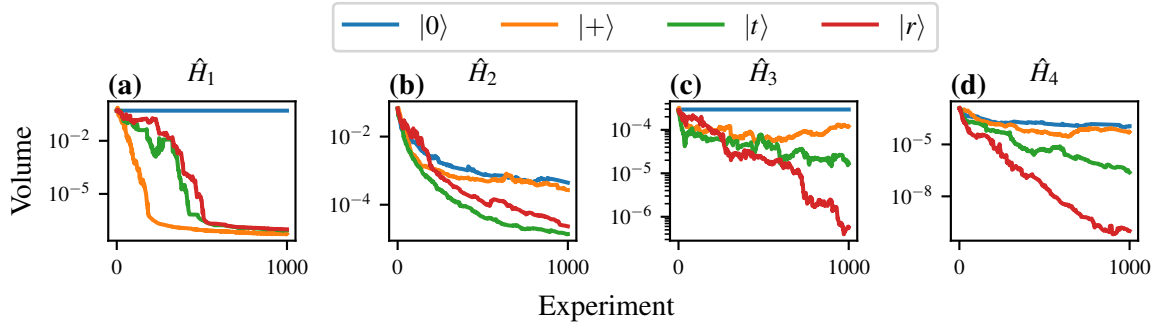 |0⟩ |+⟩ |t⟩ |r⟩
(a) Ĥ1 (b) Ĥ2 (c) Ĥ3 (d) Ĥ4
Volume
10⁻² 10⁻⁵
10⁻² 10⁻⁴
10⁻⁴ 10⁻⁵ 10⁻⁶
10⁻⁵ 10⁻⁸
0 1000 0 1000 0 1000 0 1000
Experiment